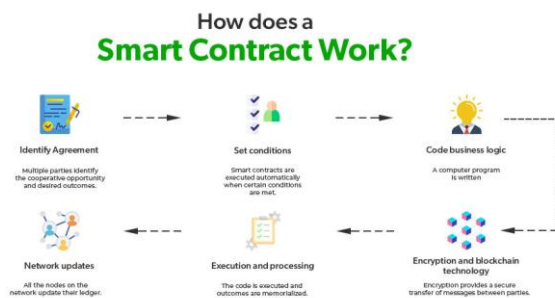 How does a
Smart Contract Work?
Identify Agreement
Multiple parties identify
the cooperative opportunity
and desired outcomes.
Set conditions
Smart contracts are
executed automatically
when certain conditions
are met.
Code business logic
A computer program
is written
Network updates
All the nodes on the
network update their ledger.
Execution and processing
The code is executed and
outcomes are memorialized.
Encryption and blockchain
technology
Encryption provides a secure
transfer of messages between parties.